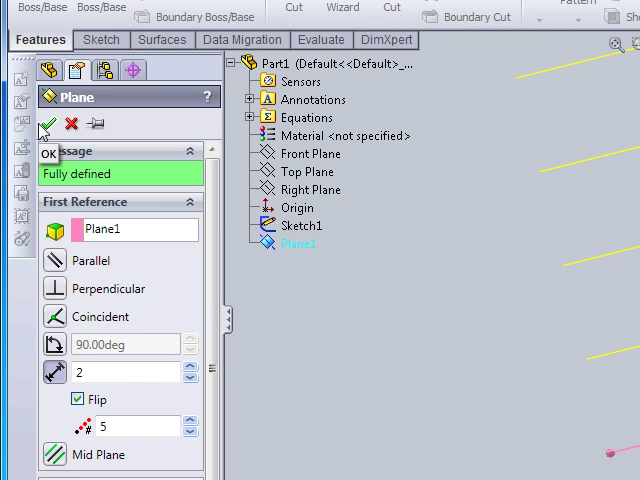 Boss/Base
Boss/Base
Boundary Boss/Base
Cut
Wizard
Cut
Boundary Cut
Pattern
Features
Sketch
Surfaces
Data Migration
Evaluate
DimXpert
Plane
?
OK
Message
Fully defined
First Reference
Plane1
Parallel
Perpendicular
Coincident
90.00deg
2
Flip
5
Mid Plane
Part1 (Default<<Default>_...
Sensors
Annotations
Equations
Material <not specified>
Front Plane
Top Plane
Right Plane
Origin
Sketch1
Plane1